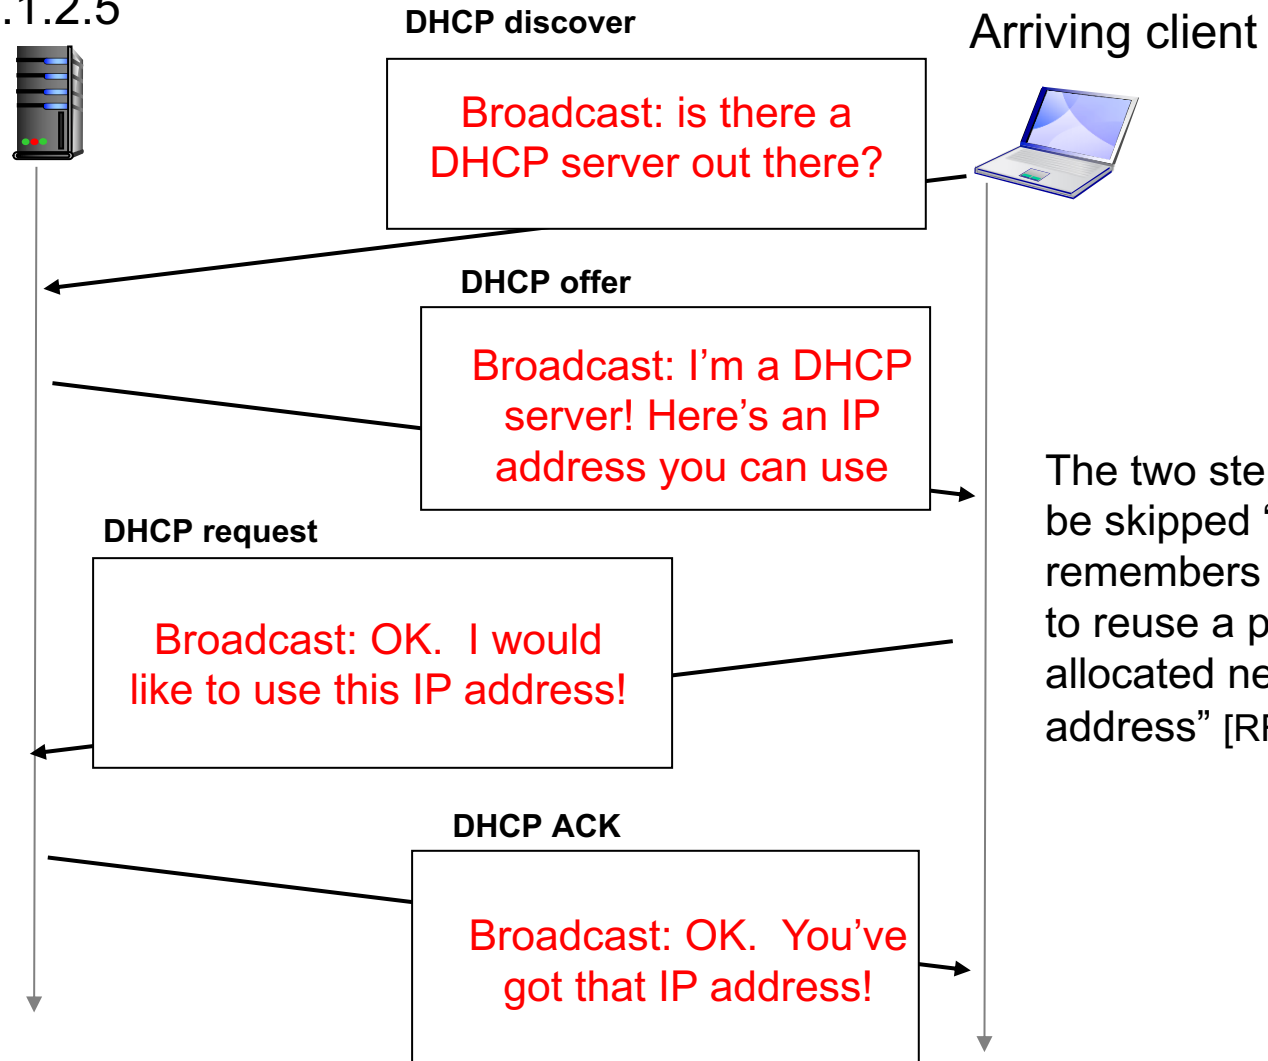 .1.2.5
DHCP discover
Arriving client
Broadcast: is there a
DHCP server out there?
DHCP offer
Broadcast: I’m a DHCP
server! Here’s an IP
address you can use
The two ste
be skipped “
remembers
to reuse a p
allocated ne
address” [RF
DHCP request
Broadcast: OK.  I would
like to use this IP address!
DHCP ACK
Broadcast: OK.  You’ve
got that IP address!